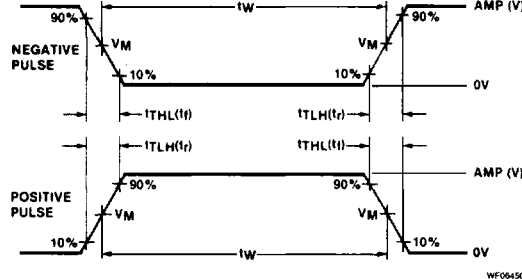 tW
AMP (V)
90%
90%
VM
VM
NEGATIVE
PULSE
10%
10%
0V
tTHL(tf)
tTLH(tr)
tTLH(tr)
tTHL(tf)
AMP (V)
90%
90%
POSITIVE
PULSE
VM
VM
10%
10%
0V
tW